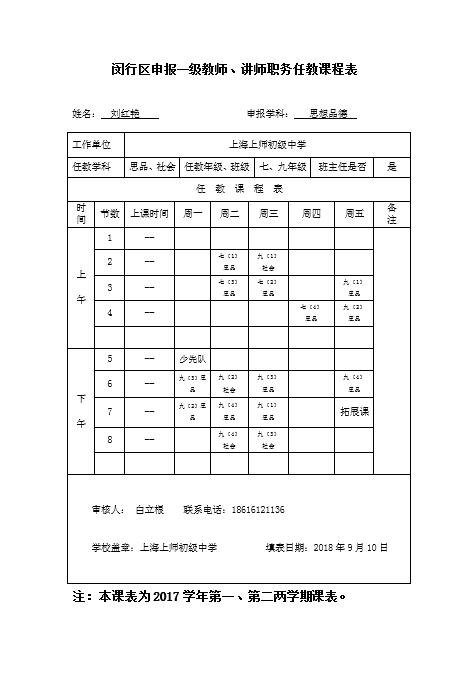 闵行区申报一级教师、讲师职务任教课程表
姓名： 刘红艳 申报学科： 思想品德
工作单位 上海上师初级中学
任教学科 思品、社会 任教年级、班级 七、九年级 班主任是否 是
任 教 课 程 表
时间 节数 上课时间 周一 周二 周三 周四 周五 备注
上午
1 --
2 -- 七（1）思品 九（1）社会
3 -- 七（3）思品 七（2）思品 九（1）思品
4 -- 七（4）思品 九（2）思品
下午
5 -- 少先队
6 -- 九（3）思品 九（2）社会 九（3）思品 九（4）思品
7 -- 九（2）思品 九（4）思品 九（1）思品 拓展课
8 -- 九（4）社会 九（3）社会
审核人： 白立根 联系电话：18616121136
学校盖章：上海上师初级中学 填表日期：2018 年 9 月 10 日
注：本课表为 2017 学年第一、第二两学期课表。